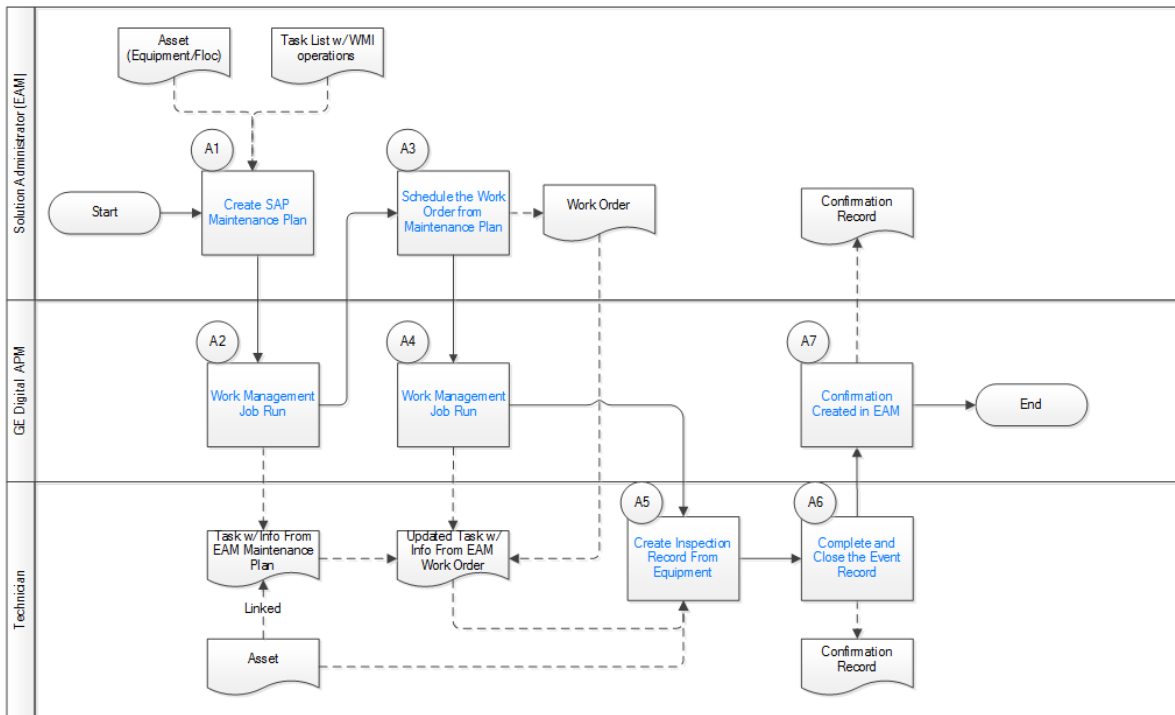 Solution Administrator (EAM)
Asset
(Equipment/Floc)
Task List w/WMI
operations
A1
Create SAP
Maintenance Plan
Start
A3
Schedule the Work
Order from
Maintenance Plan
Work Order
Confirmation
Record
GE Digital APM
A2
Work Management
Job Run
A4
Work Management
Job Run
A7
Confirmation
Created in EAM
End
Technician
Task w/Info From
EAM Maintenance
Plan
Updated Task w/
Info From EAM
Work Order
A5
Create Inspection
Record From
Equipment
A6
Complete and
Close the Event
Record
Linked
Asset
Confirmation
Record